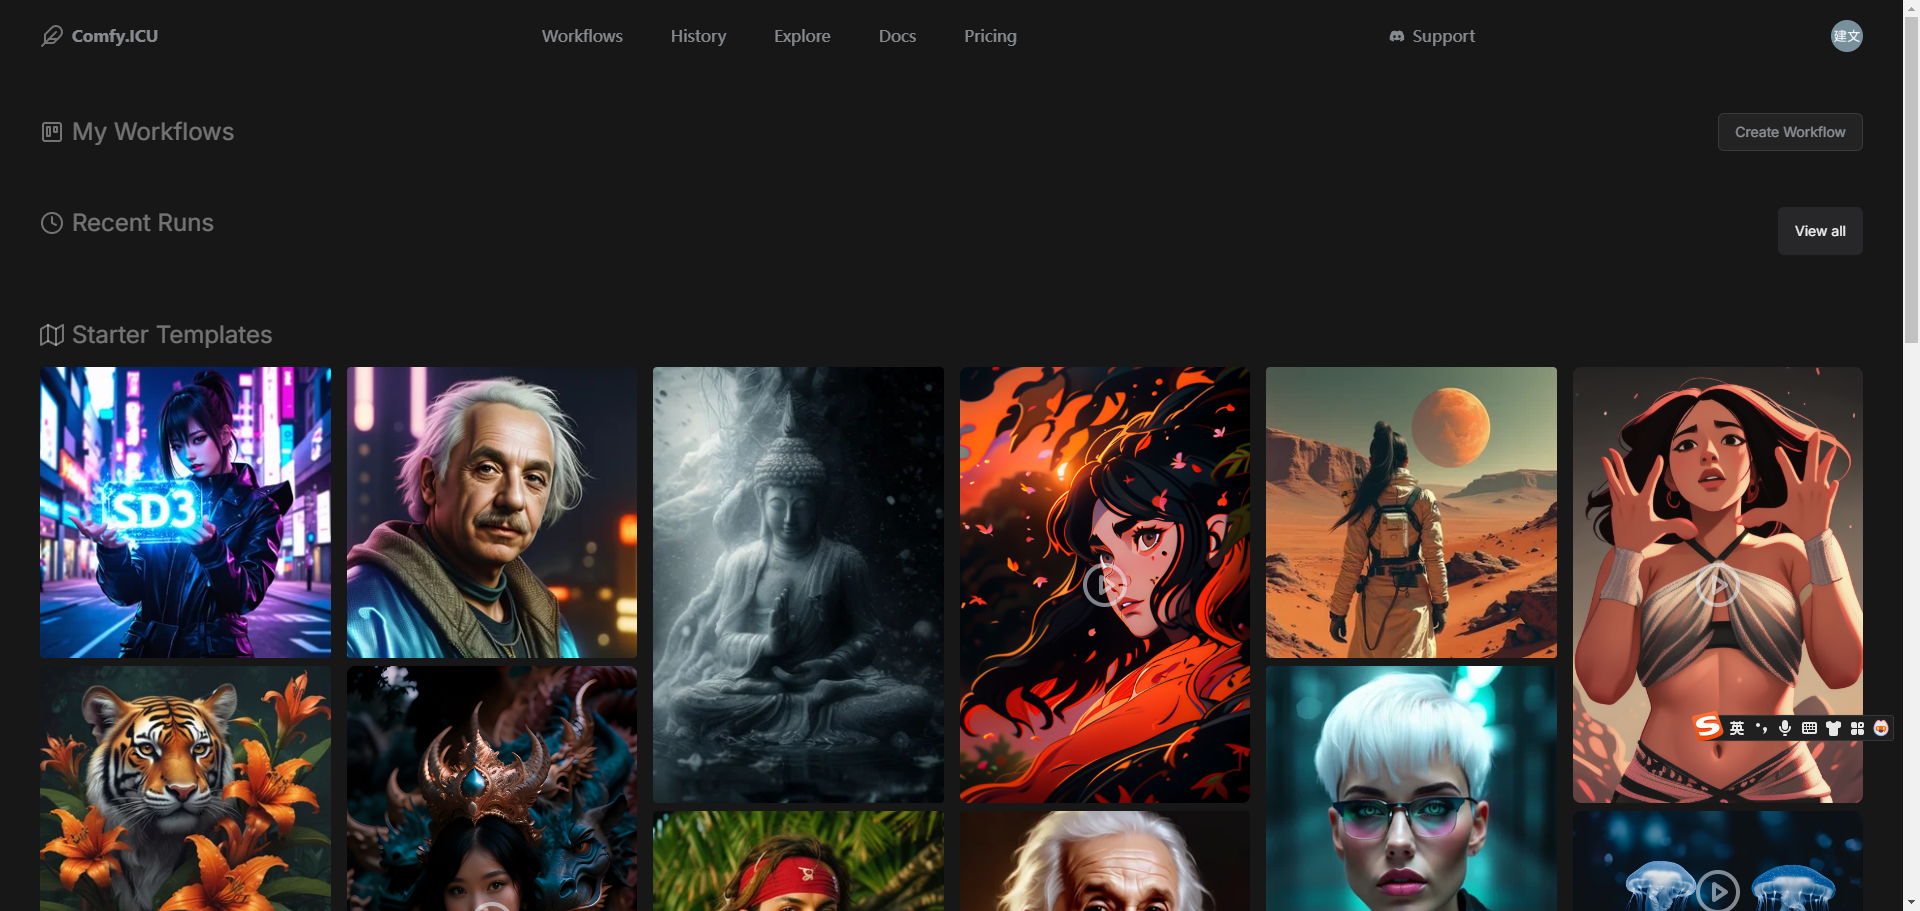 Comfy.ICU
Workflows
History
Explore
Docs
Pricing
Support
建文
My Workflows
Create Workflow
Recent Runs
View all
Starter Templates
SD3
S
英